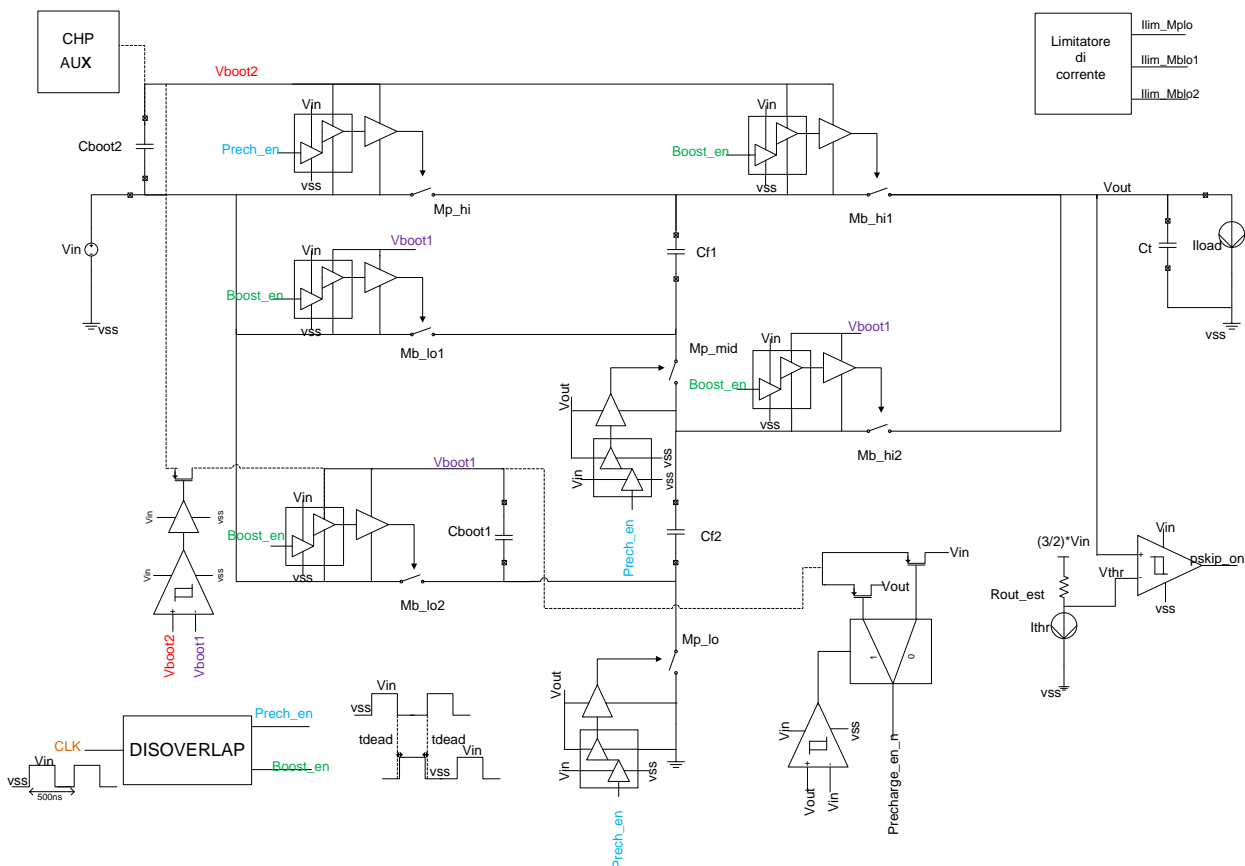 CHP
AUX
Vboot2
Limitatore
di
corrente
Ilim_Mplo
Ilim_Mblo1
Ilim_Mblo2
Cboot2
Vin
Prech_en
vss
Mp_hi
Vin
Boost_en
vss
Mb_hi1
Vout
Vin
vss
Cf1
Ct
Iload
vss
Vin
Vboot1
Boost_en
vss
Mb_lo1
Mp_mid
Vout
Vin
vss
vss
Prech_en
Vin
Vboot1
Boost_en
vss
Mb_hi2
Vin
vss
Vin
vss
+
-
Vboot2
Vboot1
Vboot1
Vin
Boost_en
vss
Cboot1
Mb_lo2
Cf2
Vin
Vout
1
0
Vin
vss
+
-
Vout
Vin
Precharge_en_n
(3/2)*Vin
Rout_est
Vthr
Ithr
vss
Vin
+
-
vss
pskip_on
Mp_lo
Vout
Vin
vss
Prech_en
CLK
Vin
vss
500ns
DISOVERLAP
Prech_en
Boost_en
Vin
vss
tdead
tdead
Vin
vss